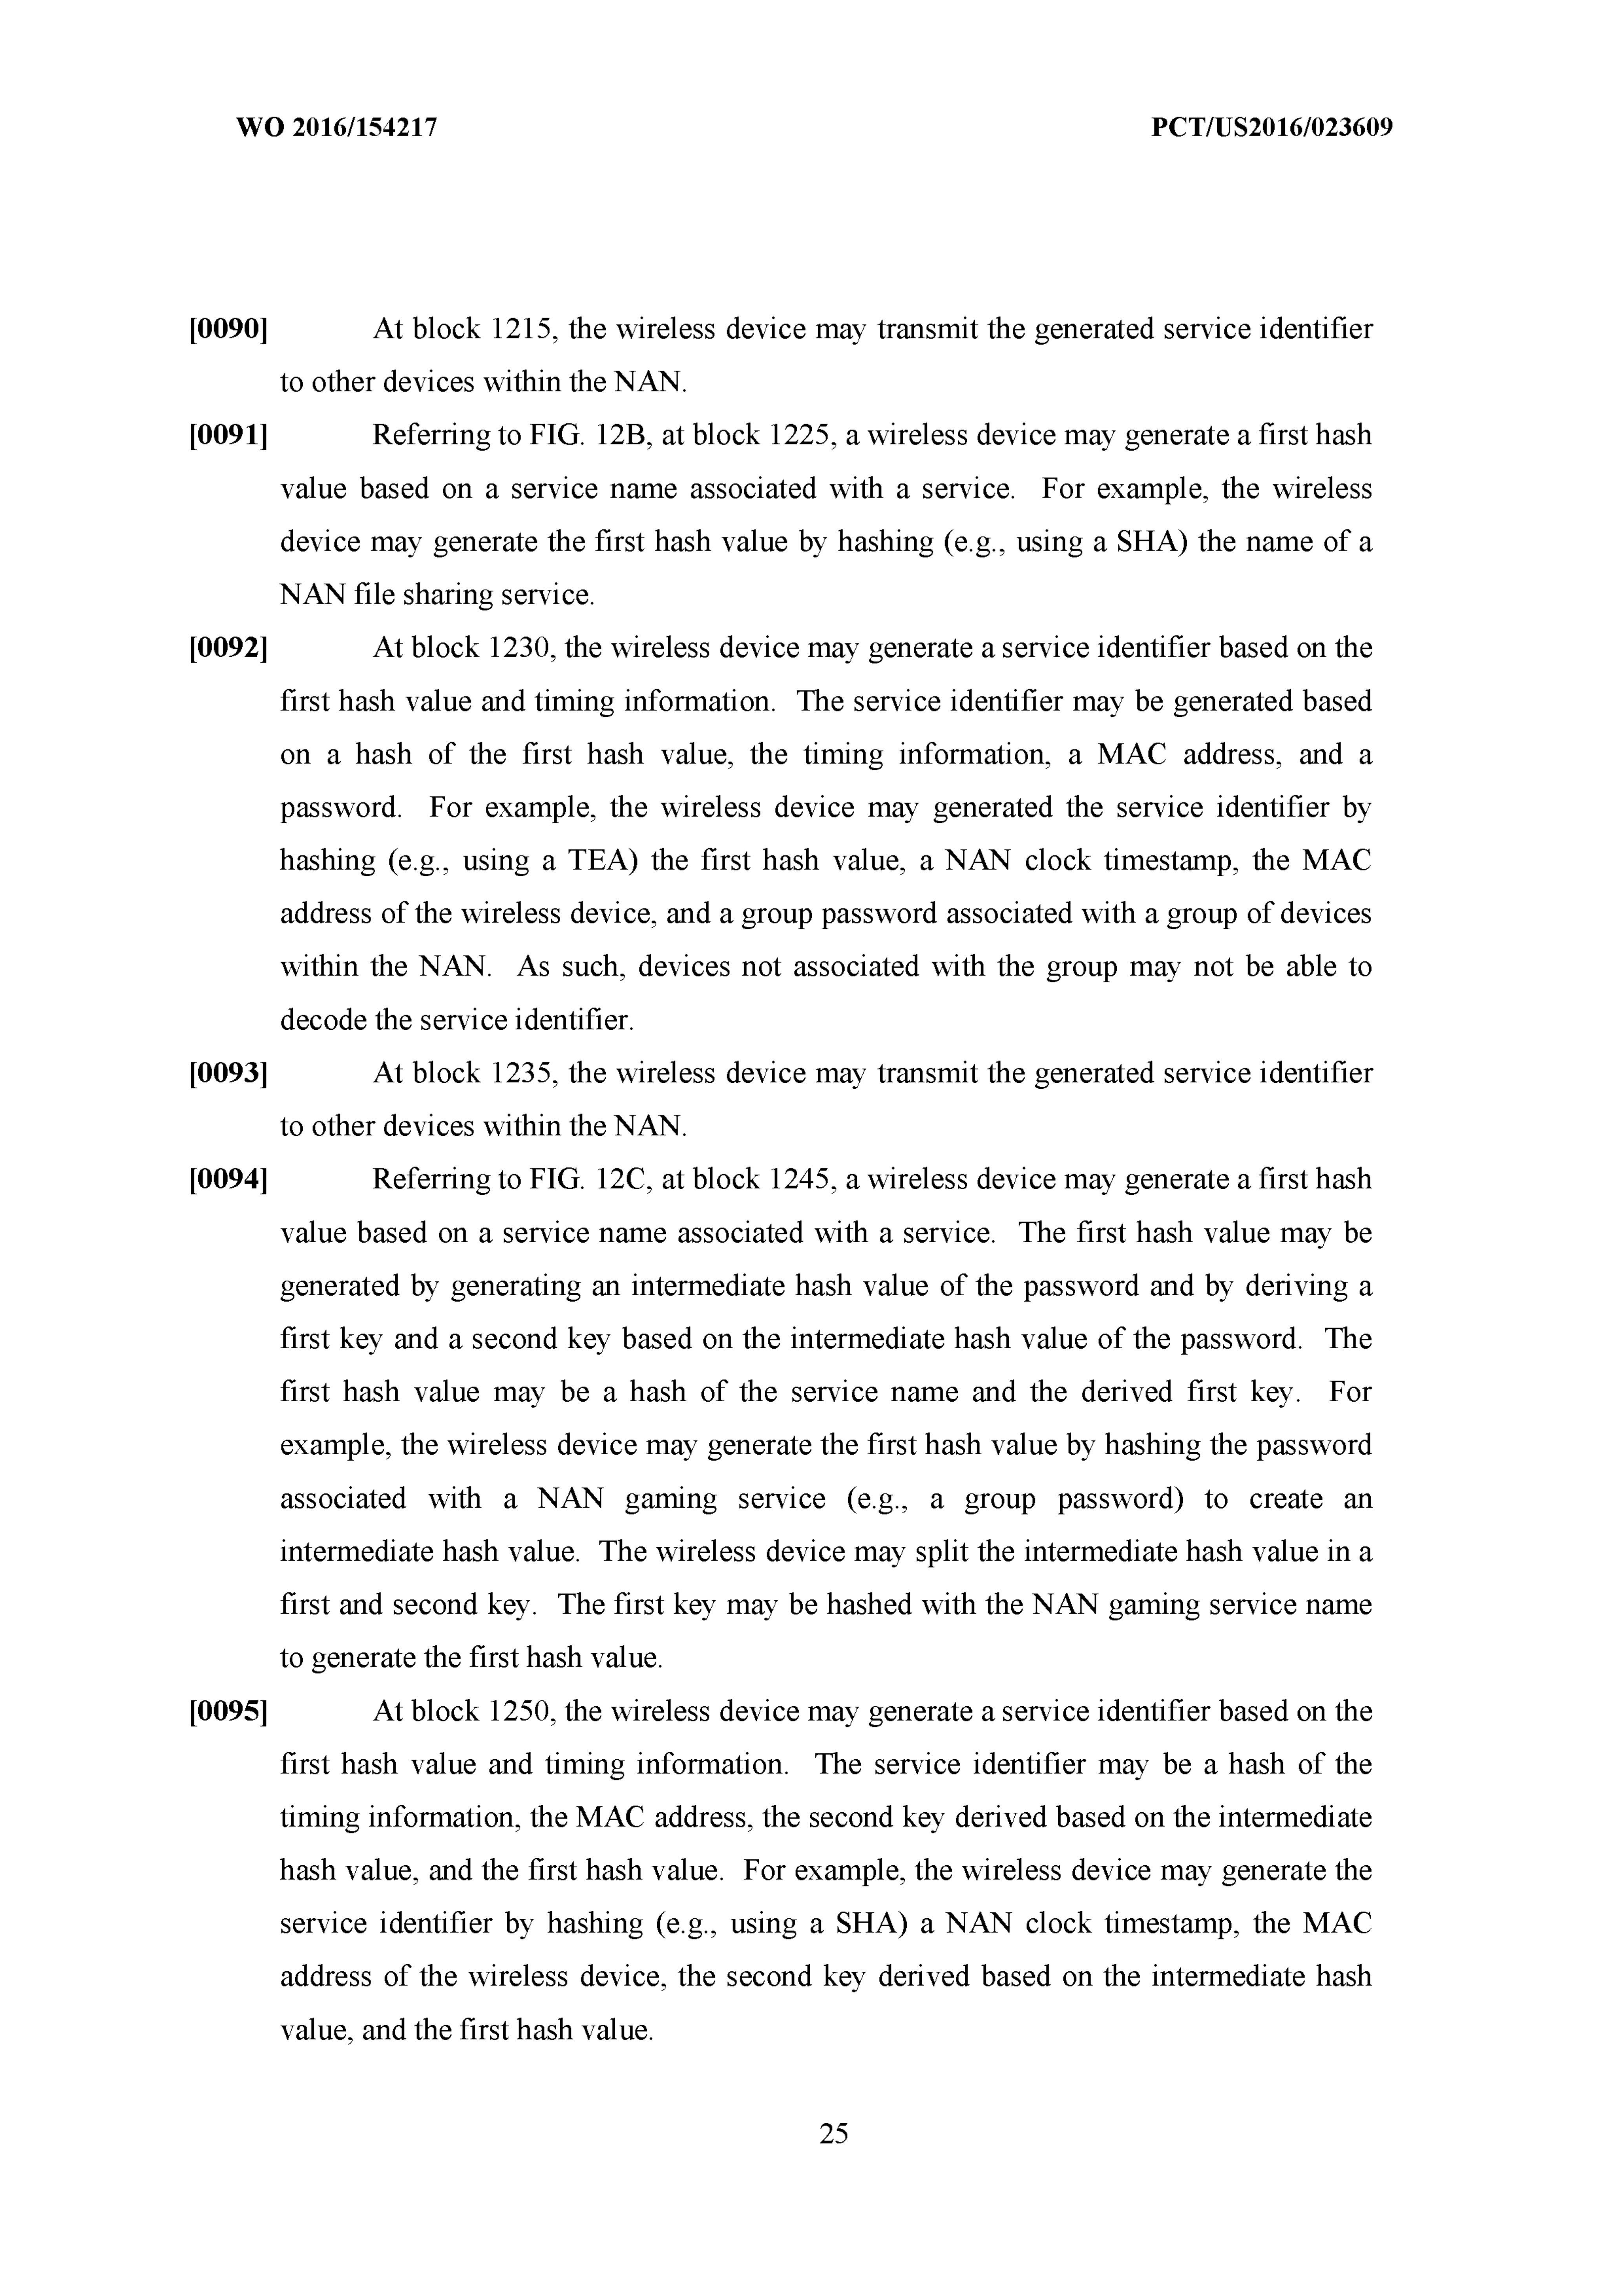 WO 2016/154217 PCT/US2016/023609
[0090] At block 1215, the wireless device may transmit the generated service identifier
to other devices within the NAN.
[0091] Referring to FIG. 12B, at block 1225, a wireless device may generate a first hash
value based on a service name associated with a service. For example, the wireless
device may generate the first hash value by hashing (e.g., using a SHA) the name of a
NAN file sharing service.
[0092] At block 1230, the wireless device may generate a service identifier based on the
first hash value and timing information. The service identifier may be generated based
on a hash of the first hash value, the timing information, a MAC address, and a
password. For example, the wireless device may generated the service identifier by
hashing (e.g., using a TEA) the first hash value, a NAN clock timestamp, the MAC
address of the wireless device, and a group password associated with a group of devices
within the NAN. As such, devices not associated with the group may not be able to
decode the service identifier.
[0093] At block 1235, the wireless device may transmit the generated service identifier
to other devices within the NAN.
[0094] Referring to FIG. 12C, at block 1245, a wireless device may generate a first hash
value based on a service name associated with a service. The first hash value may be
generated by generating an intermediate hash value of the password and by deriving a
first key and a second key based on the intermediate hash value of the password. The
first hash value may be a hash of the service name and the derived first key. For
example, the wireless device may generate the first hash value by hashing the password
associated with a NAN gaming service (e.g., a group password) to create an
intermediate hash value. The wireless device may split the intermediate hash value in a
first and second key. The first key may be hashed with the NAN gaming service name
to generate the first hash value.
[0095] At block 1250, the wireless device may generate a service identifier based on the
first hash value and timing information. The service identifier may be a hash of the
timing information, the MAC address, the second key derived based on the intermediate
hash value, and the first hash value. For example, the wireless device may generate the
service identifier by hashing (e.g., using a SHA) a NAN clock timestamp, the MAC
address of the wireless device, the second key derived based on the intermediate hash
value, and the first hash value.
25